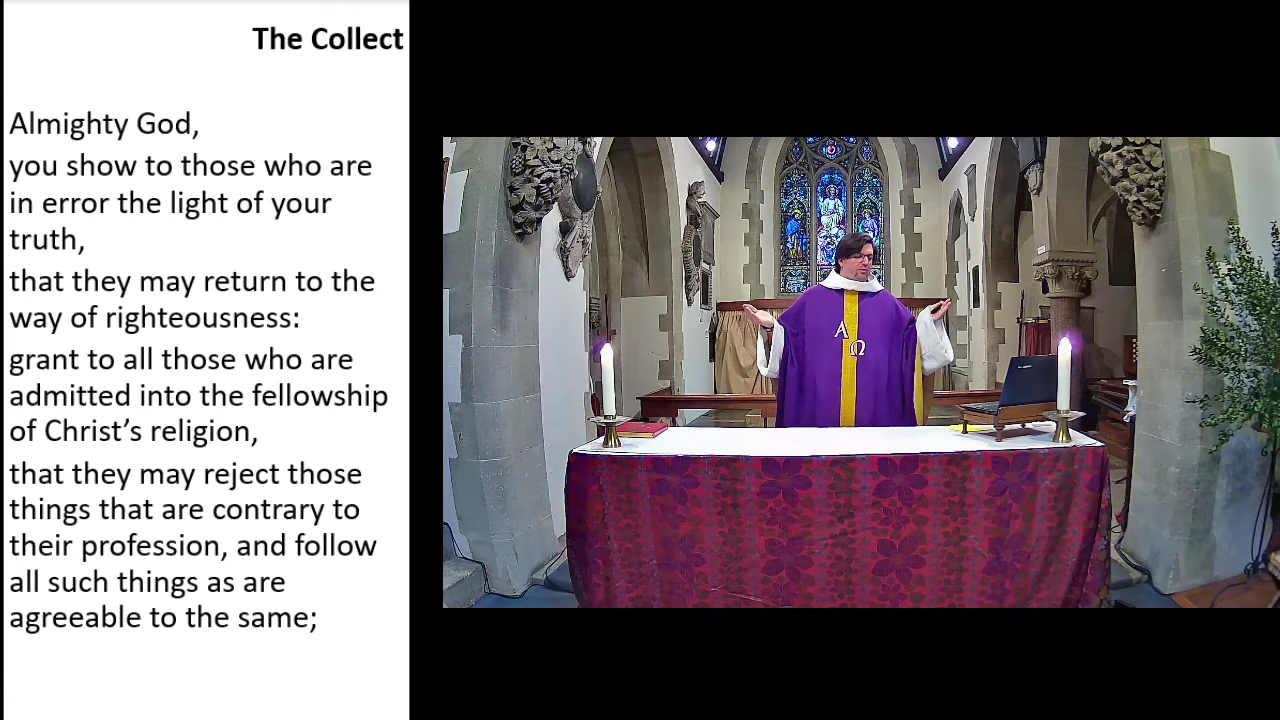 The Collect
Almighty God,
you show to those who are
in error the light of your
truth,
that they may return to the
way of righteousness:
grant to all those who are
admitted into the fellowship
of Christ’s religion,
that they may reject those
things that are contrary to
their profession, and follow
all such things as are
agreeable to the same;
Α
Ω